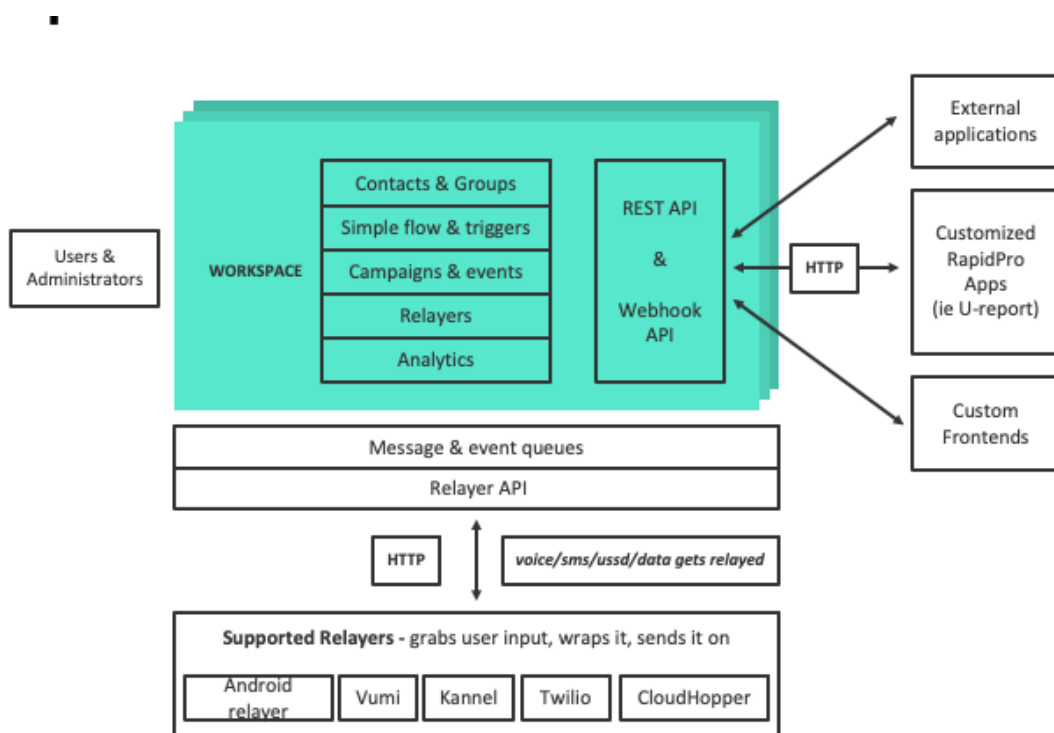 Users &
Administrators
WORKSPACE
Contacts & Groups
Simple flow & triggers
Campaigns & events
Relayers
Analytics
REST API
&
Webhook
API
HTTP
External
applications
Customized
RapidPro
Apps
(ie U-report)
Custom
Frontends
Message & event queues
Relayer API
HTTP
voice/sms/ussd/data gets relayed
Supported Relayers - grabs user input, wraps it, sends it on
Android
relayer
Vumi
Kannel
Twilio
CloudHopper